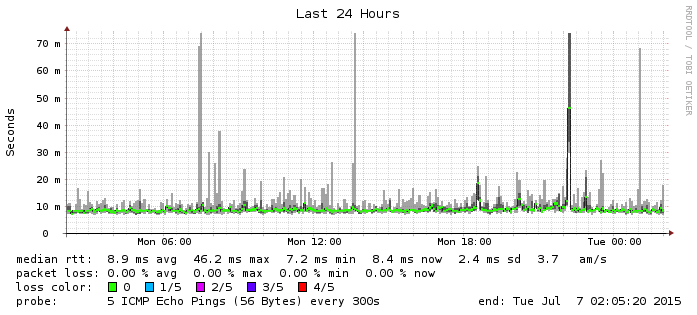 Last 24 Hours
RRDTOOL / TOBI OETIKER
Seconds
70 m
60 m
50 m
40 m
30 m
20 m
10 m
0
Mon 06:00 Mon 12:00 Mon 18:00 Tue 00:00
median rtt: 8.9 ms avg 46.2 ms max 7.2 ms min 8.4 ms now 2.4 ms sd 3.7 am/s
packet loss: 0.00 % avg 0.00 % max 0.00 % min 0.00 % now
loss color: 0 1/5 2/5 3/5 4/5
probe: 5 ICMP Echo Pings (56 Bytes) every 300s end: Tue Jul 7 02:05:20 2015